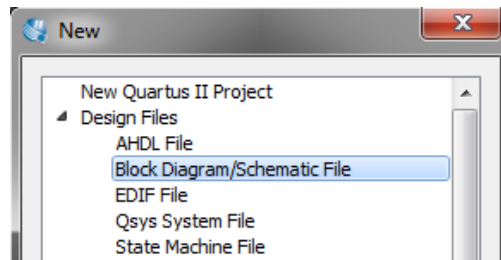 New
New Quartus II Project
Design Files
AHDL File
Block Diagram/Schematic File
EDIF File
Qsys System File
State Machine File